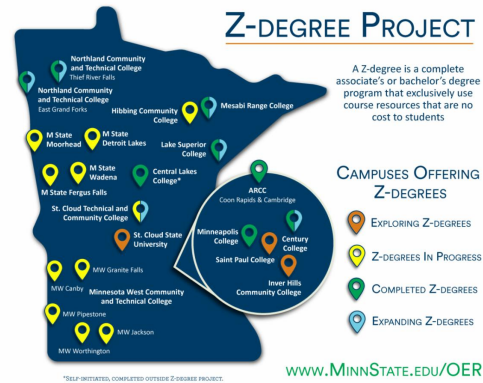 Z-DEGREE PROJECT
A Z-DEGREE IS A COMPLETE
ASSOCIATE'S OR BACHELOR'S DEGREE
PROGRAM THAT EXCLUSIVELY USE
COURSE RESOURCES THAT ARE NO
COST TO STUDENTS
Northland Community
and Technical College
Thief River Falls
Northland Community
and Technical College
East Grand Forks
Hibbing Community
College
Mesabi Range College
M State
Moorhead
M State
Detroit Lakes
Lake Superior
College
M State
Wadena
Central Lakes
College*
M State Fergus Falls
St. Cloud Technical and
Community College
St. Cloud State
University
ARCC
Coon Rapids & Cambridge
Minneapolis
College
Century
College
Saint Paul College
Inver Hills
Community College
MW Granite Falls
MW Canby
Minnesota West Community
and Technical College
MW Pipestone
MW Jackson
MW Worthington
CAMPUSES OFFERING
Z-DEGREES
EXPLORING Z-DEGREES
Z-DEGREES IN PROGRESS
COMPLETED Z-DEGREES
EXPANDING Z-DEGREES
*SELF-INITIATED, COMPLETED OUTSIDE Z-DEGREE PROJECT.
WWW.MINNSTATE.EDU/OER